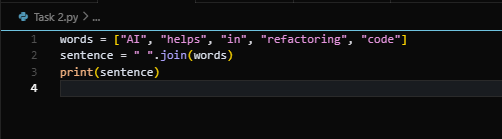 Task 2.py > ...
1 words = ["AI", "helps", "in", "refactoring", "code"]
2 sentence = " ".join(words)
3 print(sentence)
4